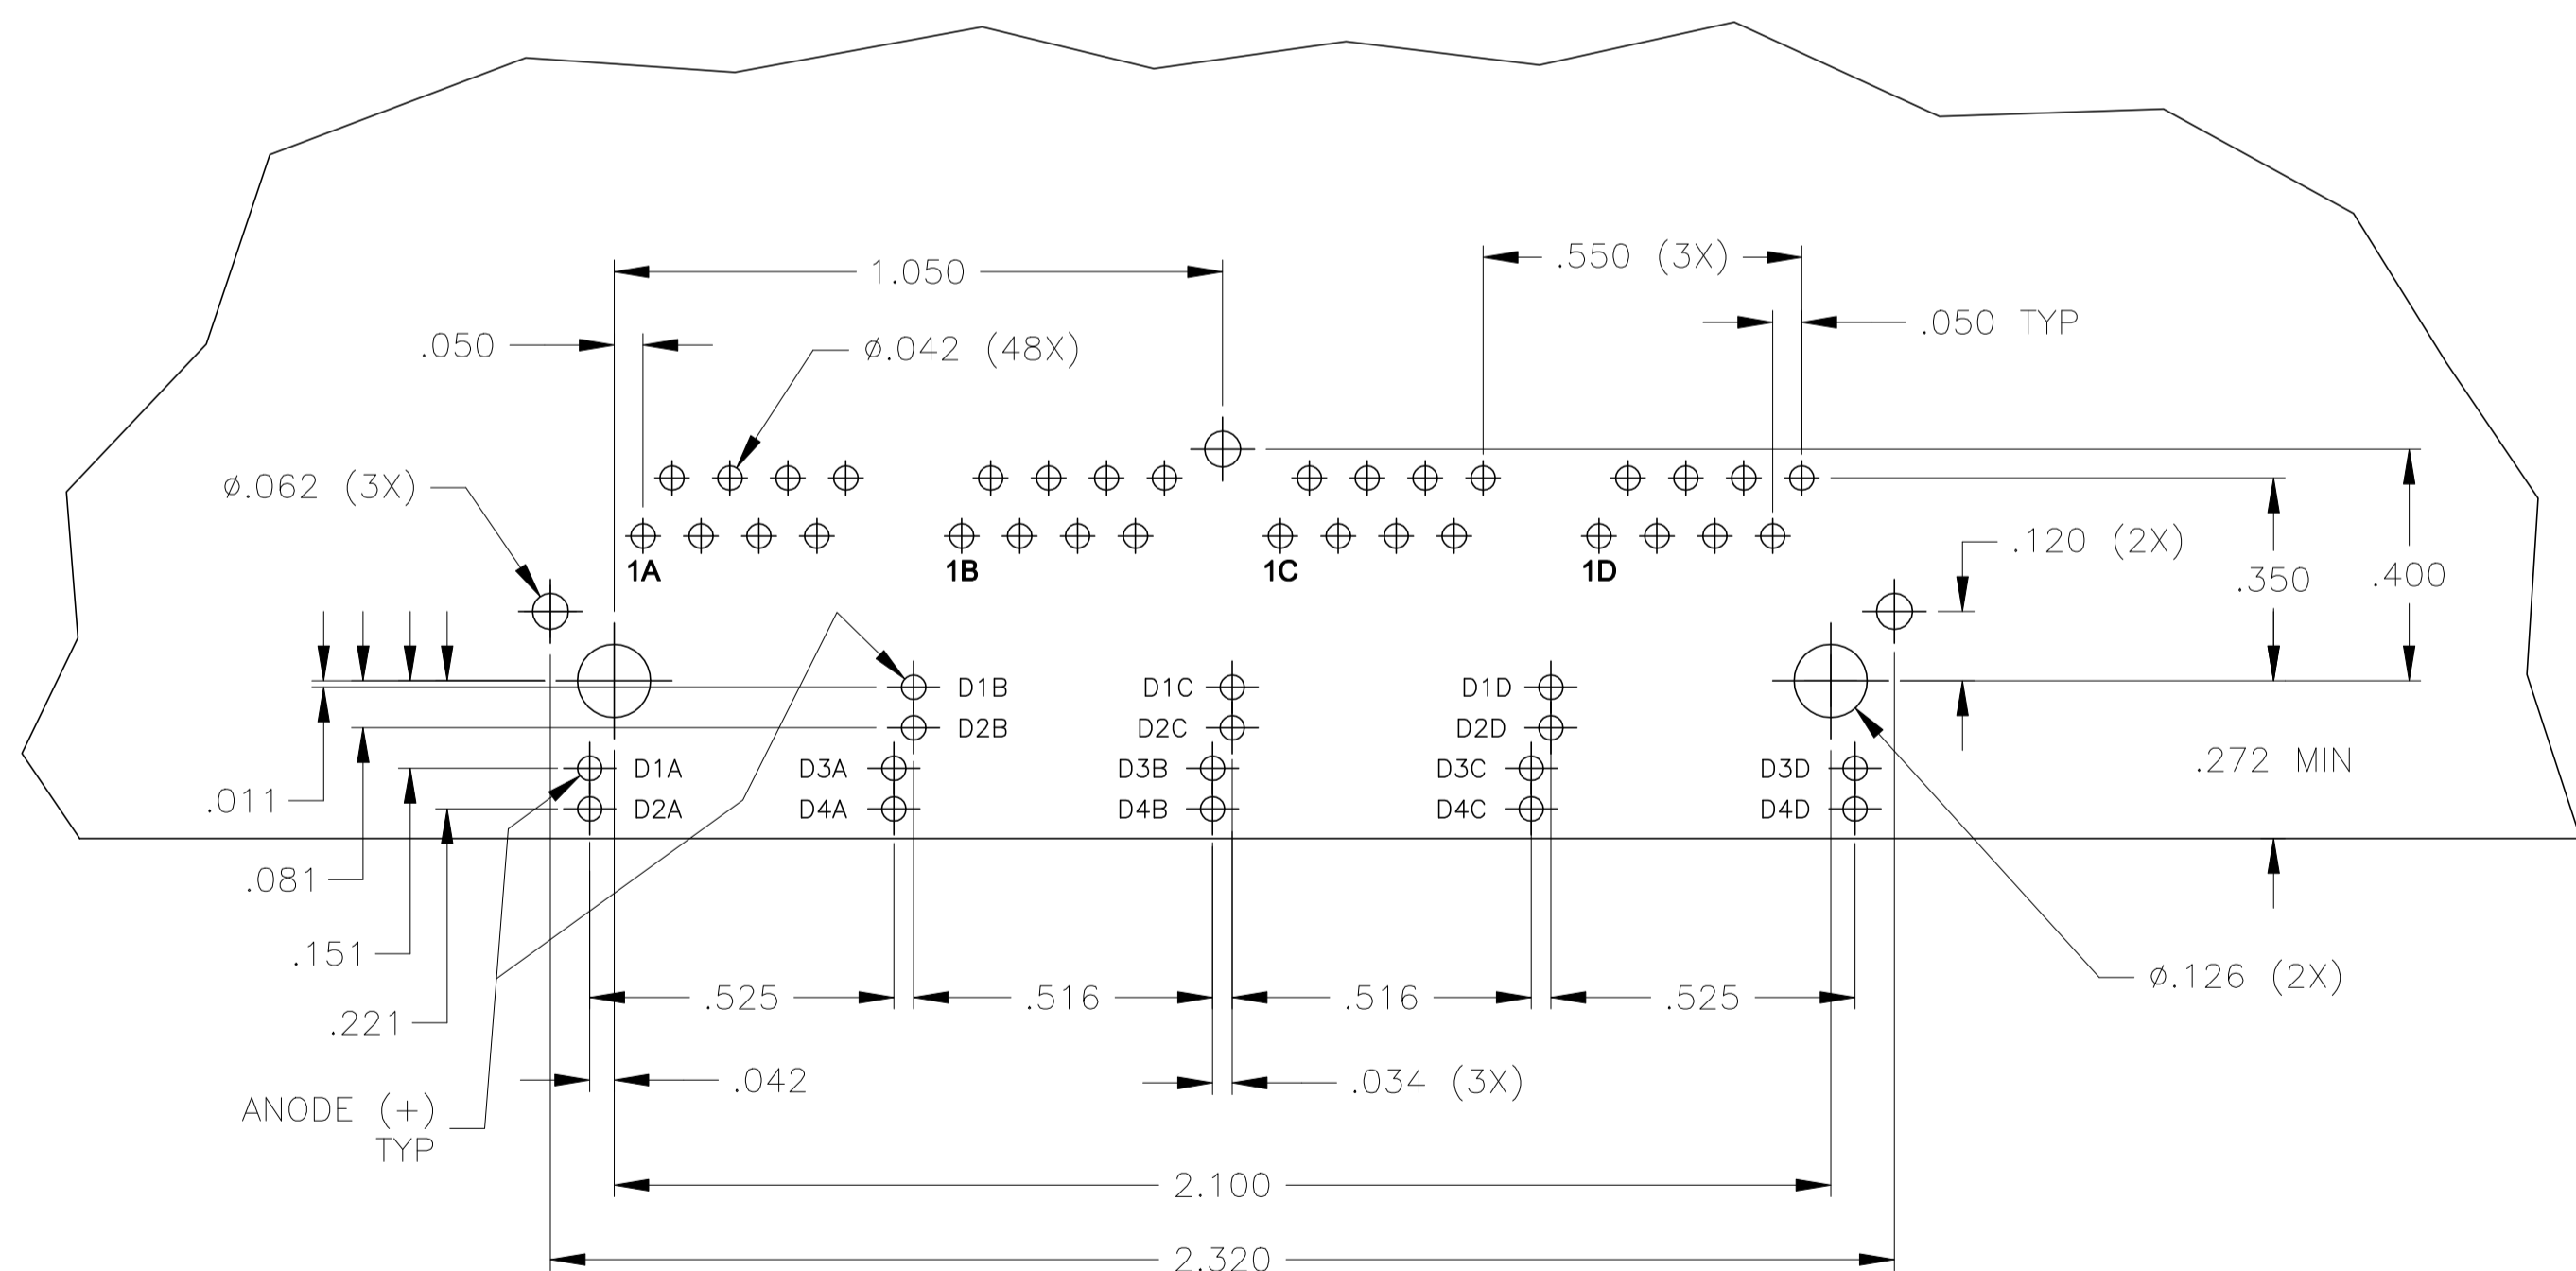 .550 (3X)
1.050
.050 TYP
.050
ø.042 (48X)
ø.062 (3X)
.120 (2X)
1A
1B
1C
1D
.350
.400
D1B
D1C
D1D
D2B
D2C
D2D
.272 MIN
D1A
D3A
D3B
D3C
D3D
.011
D2A
D4A
D4B
D4C
D4D
.081
.151
ø.126 (2X)
.525
.516
.516
.525
.221
.042
.034 (3X)
ANODE (+)
TYP
2.100
2.320